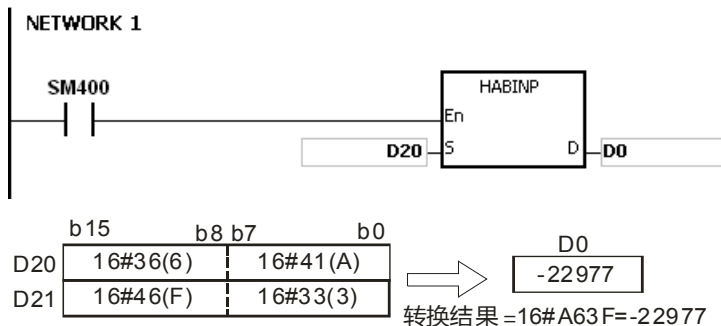 NETWORK 1
SM400
HABINP
En
D20 S D D0
b15 b8 b7 b0
D20 16#36(6) 16#41(A)
D21 16#46(F) 16#33(3)
D0
-22977
转换结果=16#A63F=-22977